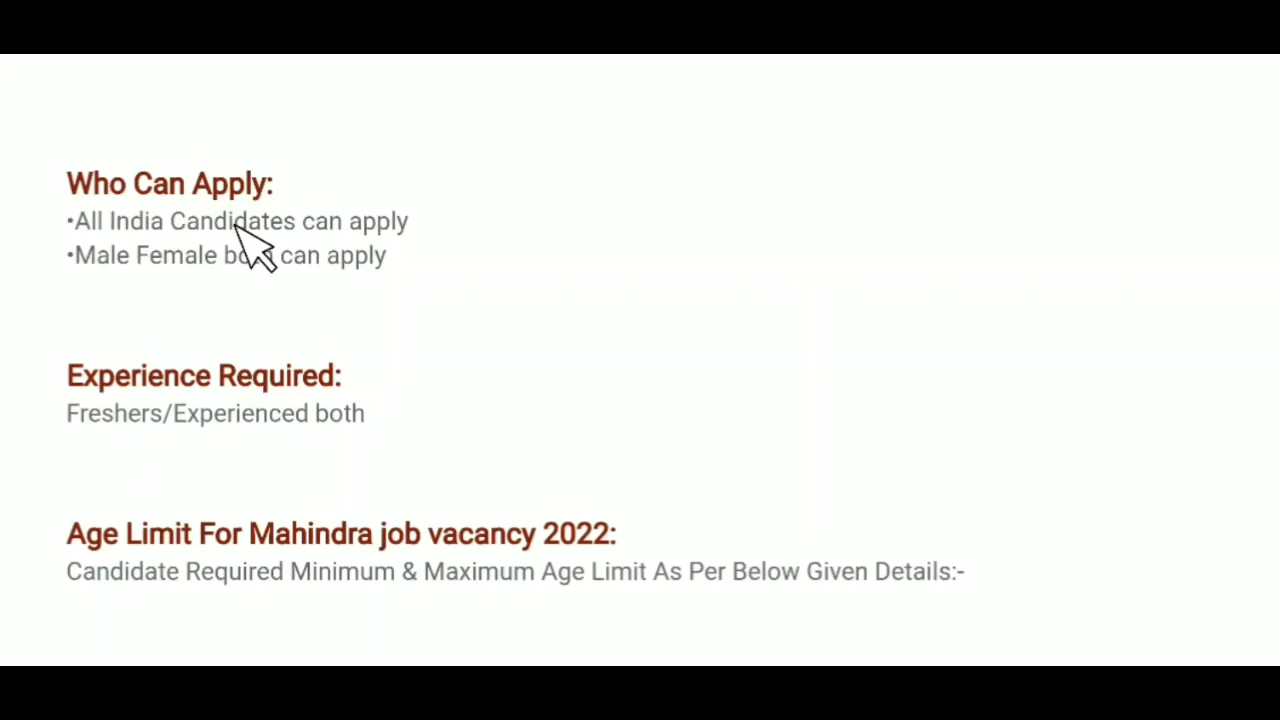 Who Can Apply:
•All India Candidates can apply
•Male Female both can apply
Experience Required:
Freshers/Experienced both
Age Limit For Mahindra job vacancy 2022:
Candidate Required Minimum & Maximum Age Limit As Per Below Given Details:-